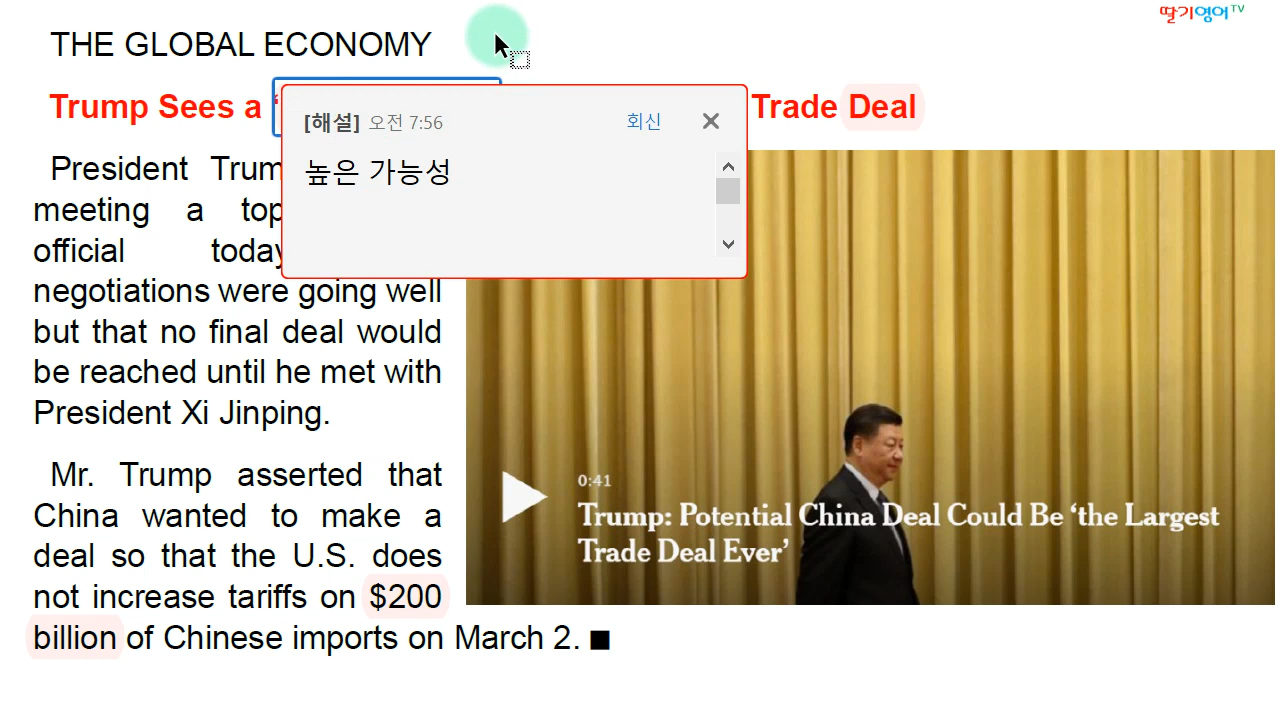 딸기영어TV
THE GLOBAL ECONOMY
Trump Sees a ‘ Trade Deal
[해설] 오전 7:56 회신
높은 가능성
President
meeting a
official
negotiations were going well
but that no final deal would
be reached until he met with
President Xi Jinping.
Mr. Trump asserted that
China wanted to make a
deal so that the U.S. does
not increase tariffs on $200
billion of Chinese imports on March 2. ■
0:41
Trump: Potential China Deal Could Be ‘the Largest
Trade Deal Ever’